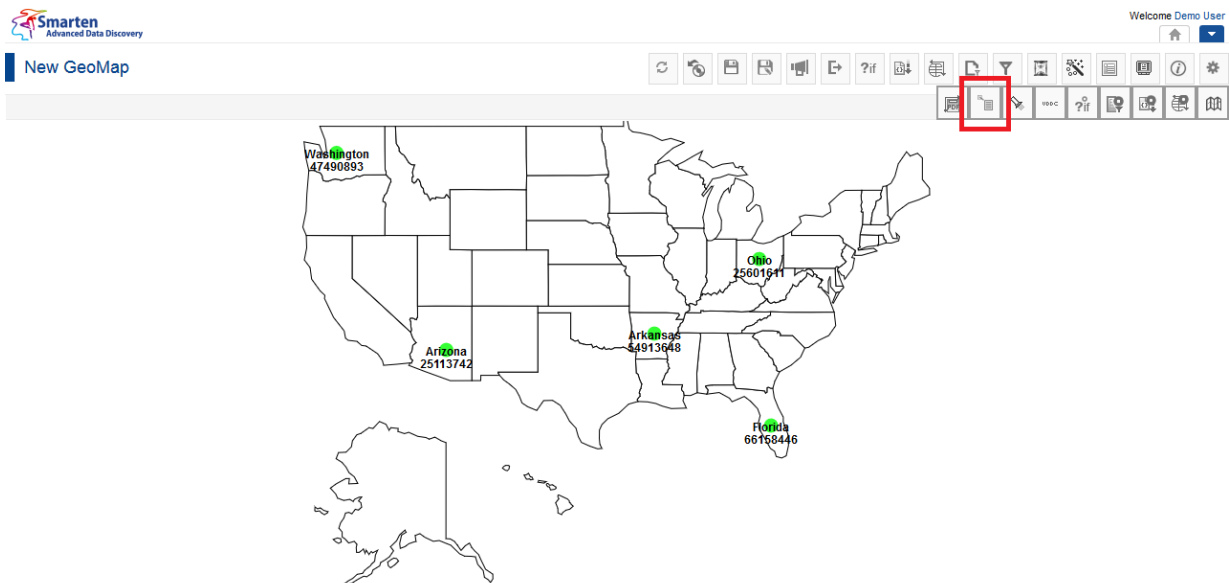 Smarten
Advanced Data Discovery
Welcome Demo User
New GeoMap
?if
PDF
?if
Washington
47490893
Ohio
25601611
Arkansas
54913648
Arizona
25113742
Florida
66158446